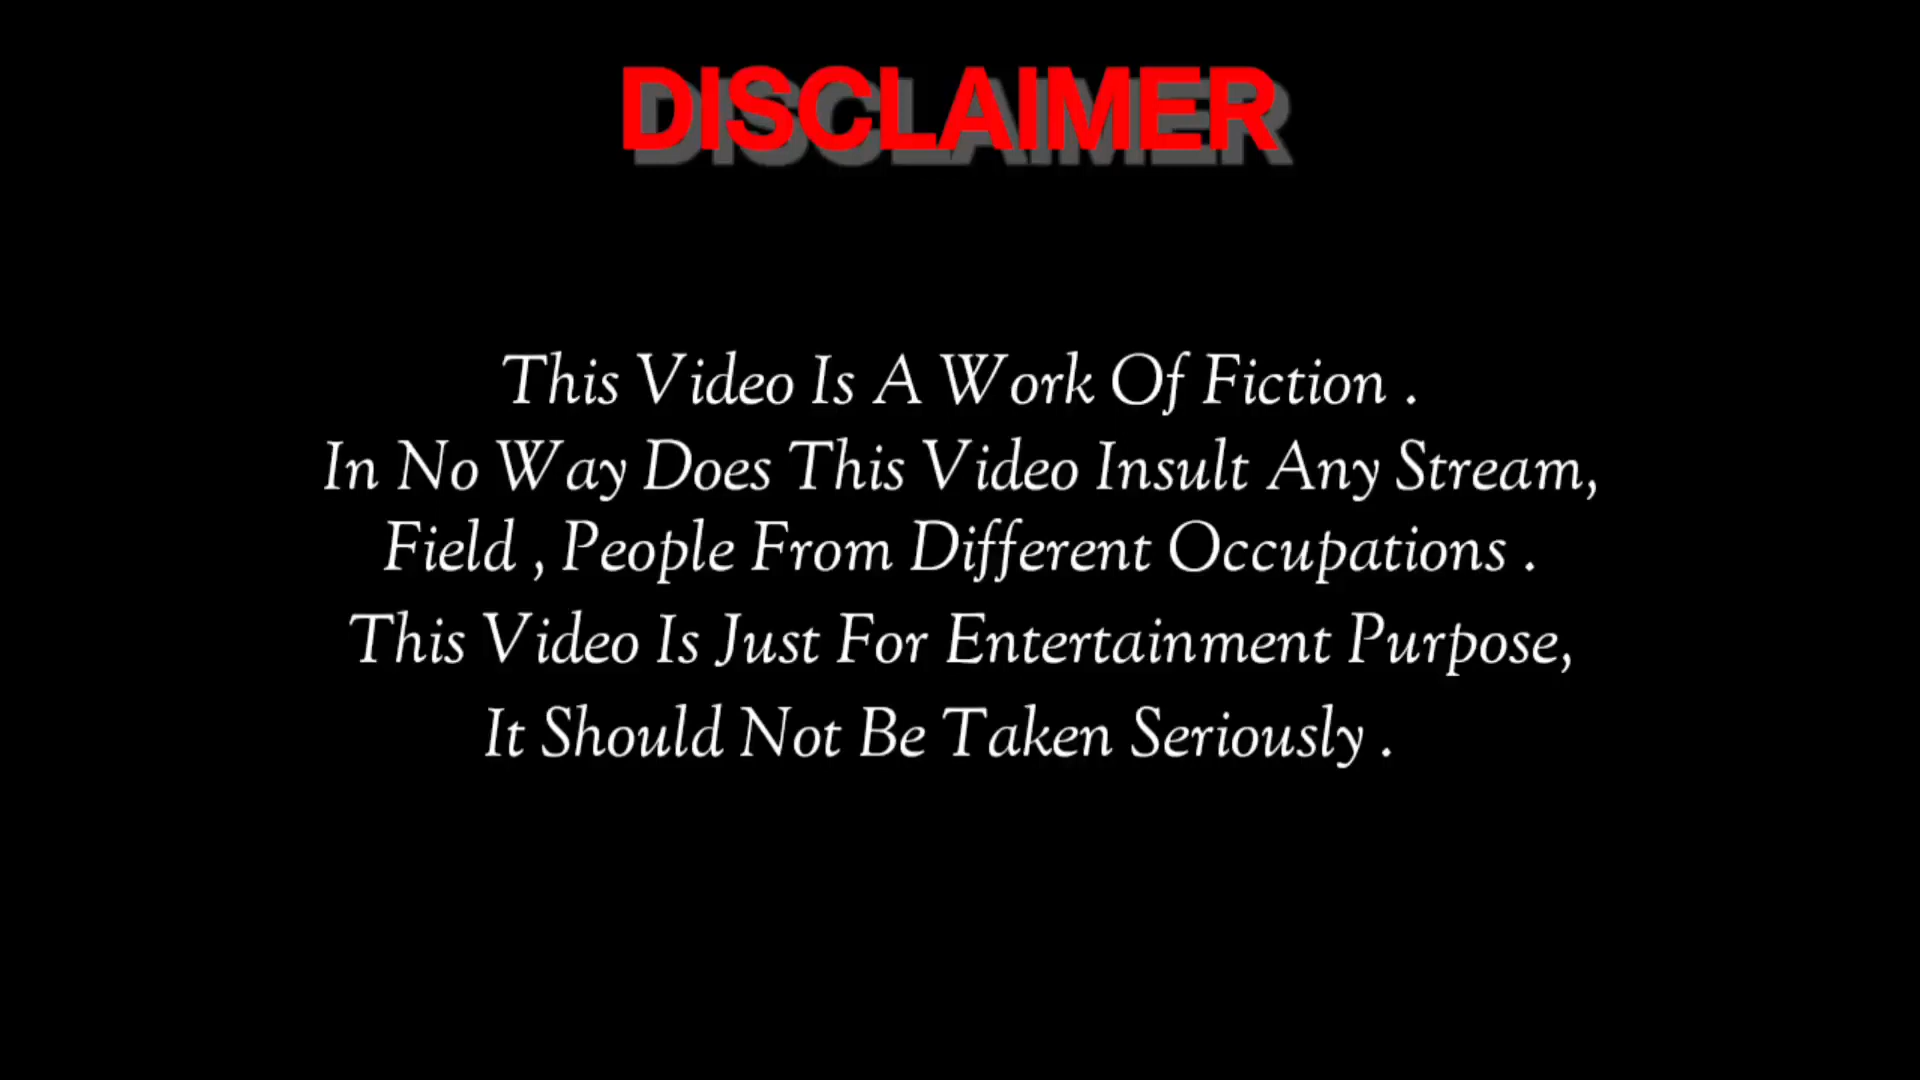 DISCLAIMER
This Video Is A Work Of Fiction .
In No Way Does This Video Insult Any Stream,
Field , People From Different Occupations .
This Video Is Just For Entertainment Purpose,
It Should Not Be Taken Seriously .